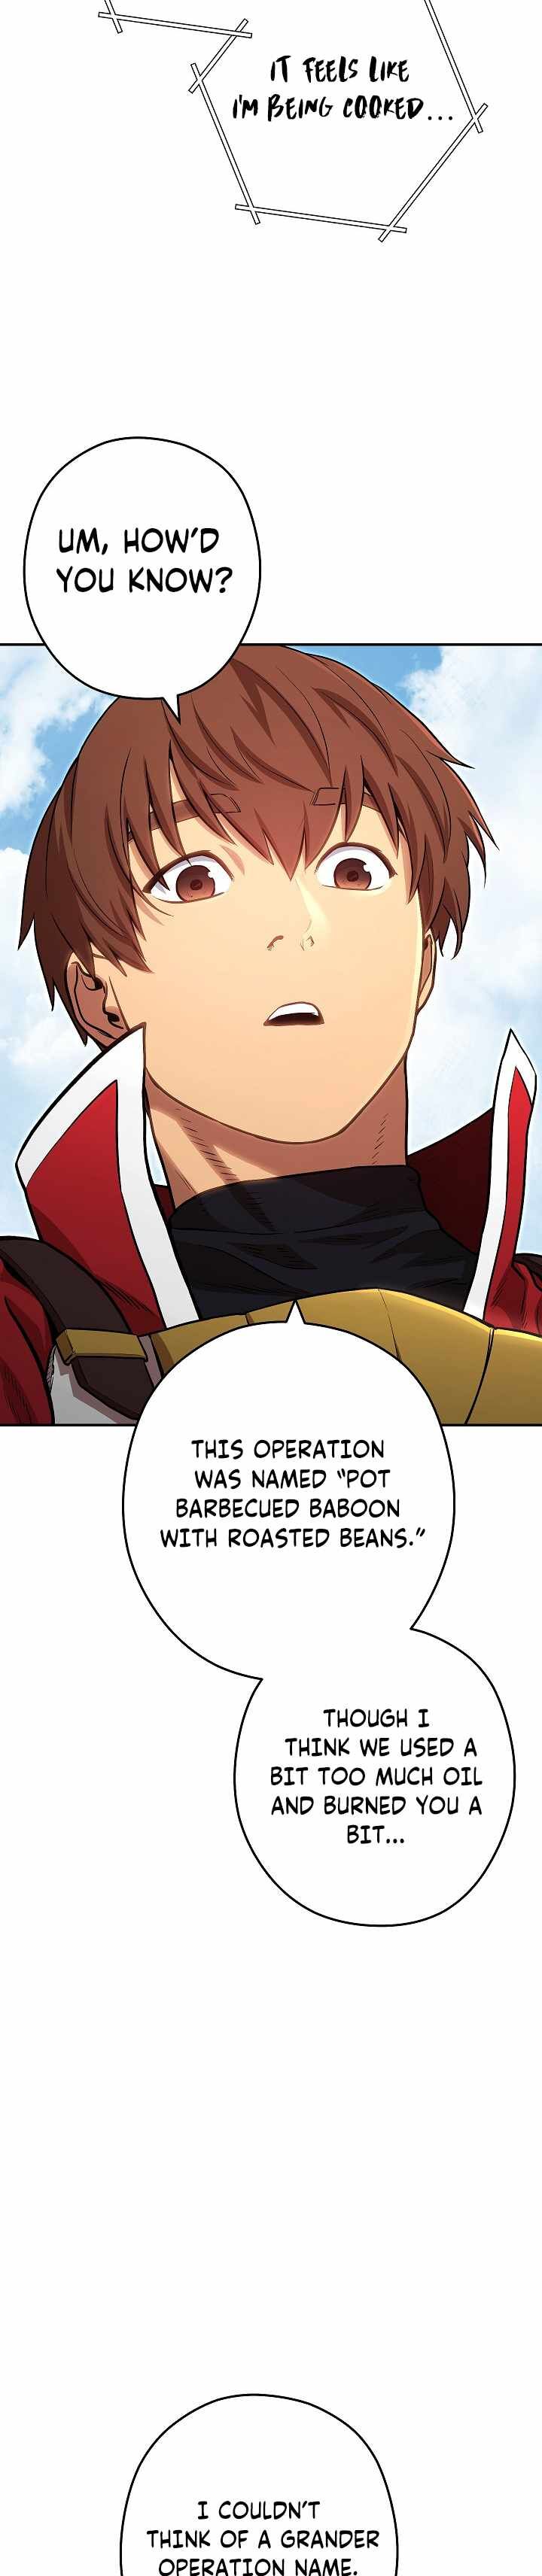 IT FEELS LIKE
I'M BEING COOKED...
UM, HOW'D
YOU KNOW?
THIS OPERATION
WAS NAMED "POT
BARBECUED BABOON
WITH ROASTED BEANS."
THOUGH I
THINK WE USED A
BIT TOO MUCH OIL
AND BURNED YOU A
BIT...
I COULDN'T
THINK OF A GRANDER
OPERATION NAME.